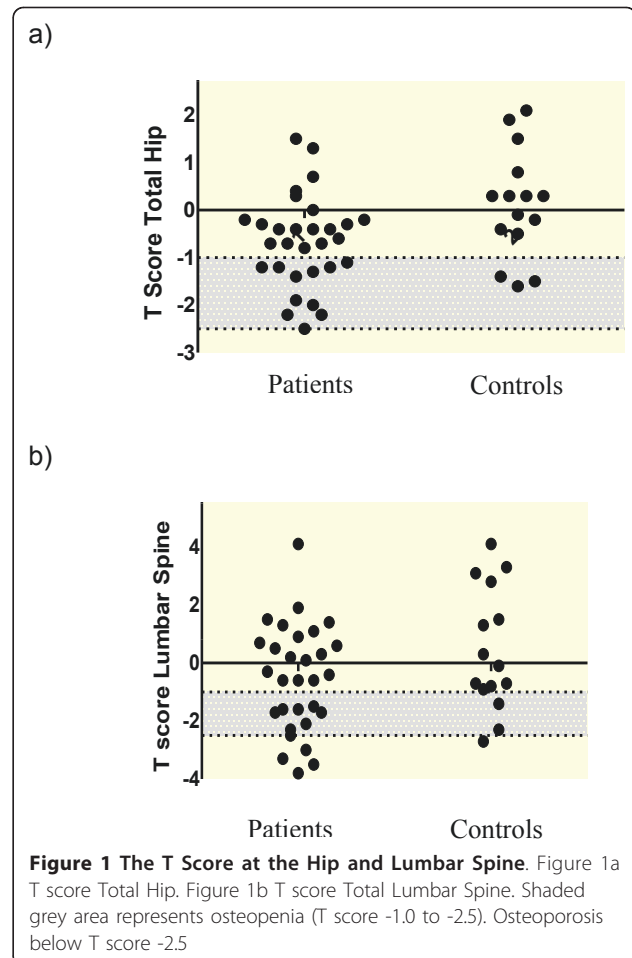 a)
T Score Total Hip
2
1
0
-1
-2
-3
Patients Controls
b)
T score Lumbar Spine
4
2
0
-2
-4
Patients Controls
Figure 1 The T Score at the Hip and Lumbar Spine. Figure 1a
T score Total Hip. Figure 1b T score Total Lumbar Spine. Shaded
grey area represents osteopenia (T score -1.0 to -2.5). Osteoporosis
below T score -2.5